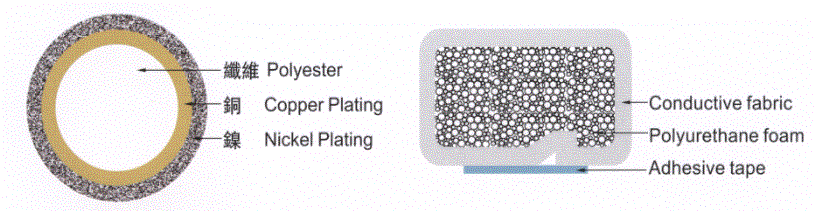 纖維 Polyester
銅 Copper Plating
鎳 Nickel Plating
Conductive fabric
Polyurethane foam
Adhesive tape